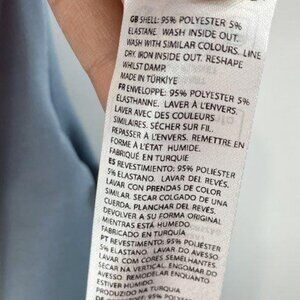 GB SHELL: 95% POLYESTER 5%
ELASTANE. WASH INSIDE OUT.
WASH WITH SIMILAR COLOURS. LINE
DRY. IRON INSIDE OUT. RESHAPE
WHILST DAMP.
MADE IN TÜRKİYE
FR ENVELOPPE: 95% POLYESTER 5%
ELASTHANNE. LAVER À L'ENVERS.
LAVER AVEC DES COULEURS
SIMILAIRES. SÉCHER SUR FIL.
REPASSER À L'ENVERS. REMETTRE EN
FORME À L'ÉTAT HUMIDE.
FABRIQUÉ EN TURQUIE
ES REVESTIMIENTO: 95% POLIÉSTER
5% ELASTANO. LAVAR DEL REVÉS.
LAVAR CON PRENDAS DE COLOR
SIMILAR. SECAR COLGADO DE UNA
CUERDA. PLANCHAR DEL REVÉS.
DEVOLVER A SU FORMA ORIGINAL
MIENTRAS ESTÁ HÚMEDO.
FABRICADO EN TURQUÍA
PT REVESTIMENTO: 95% POLIÉSTER
5% ELASTANO. LAVAR DO AVESSO.
LAVAR COM CORES SEMELHANTES.
SECAR NA VERTICAL. ENGOMAR DO
AVESSO. REMODELAR ENQUANTO
ESTIVER HÚMIDO.
PRODUZIDO NA TURQUIA